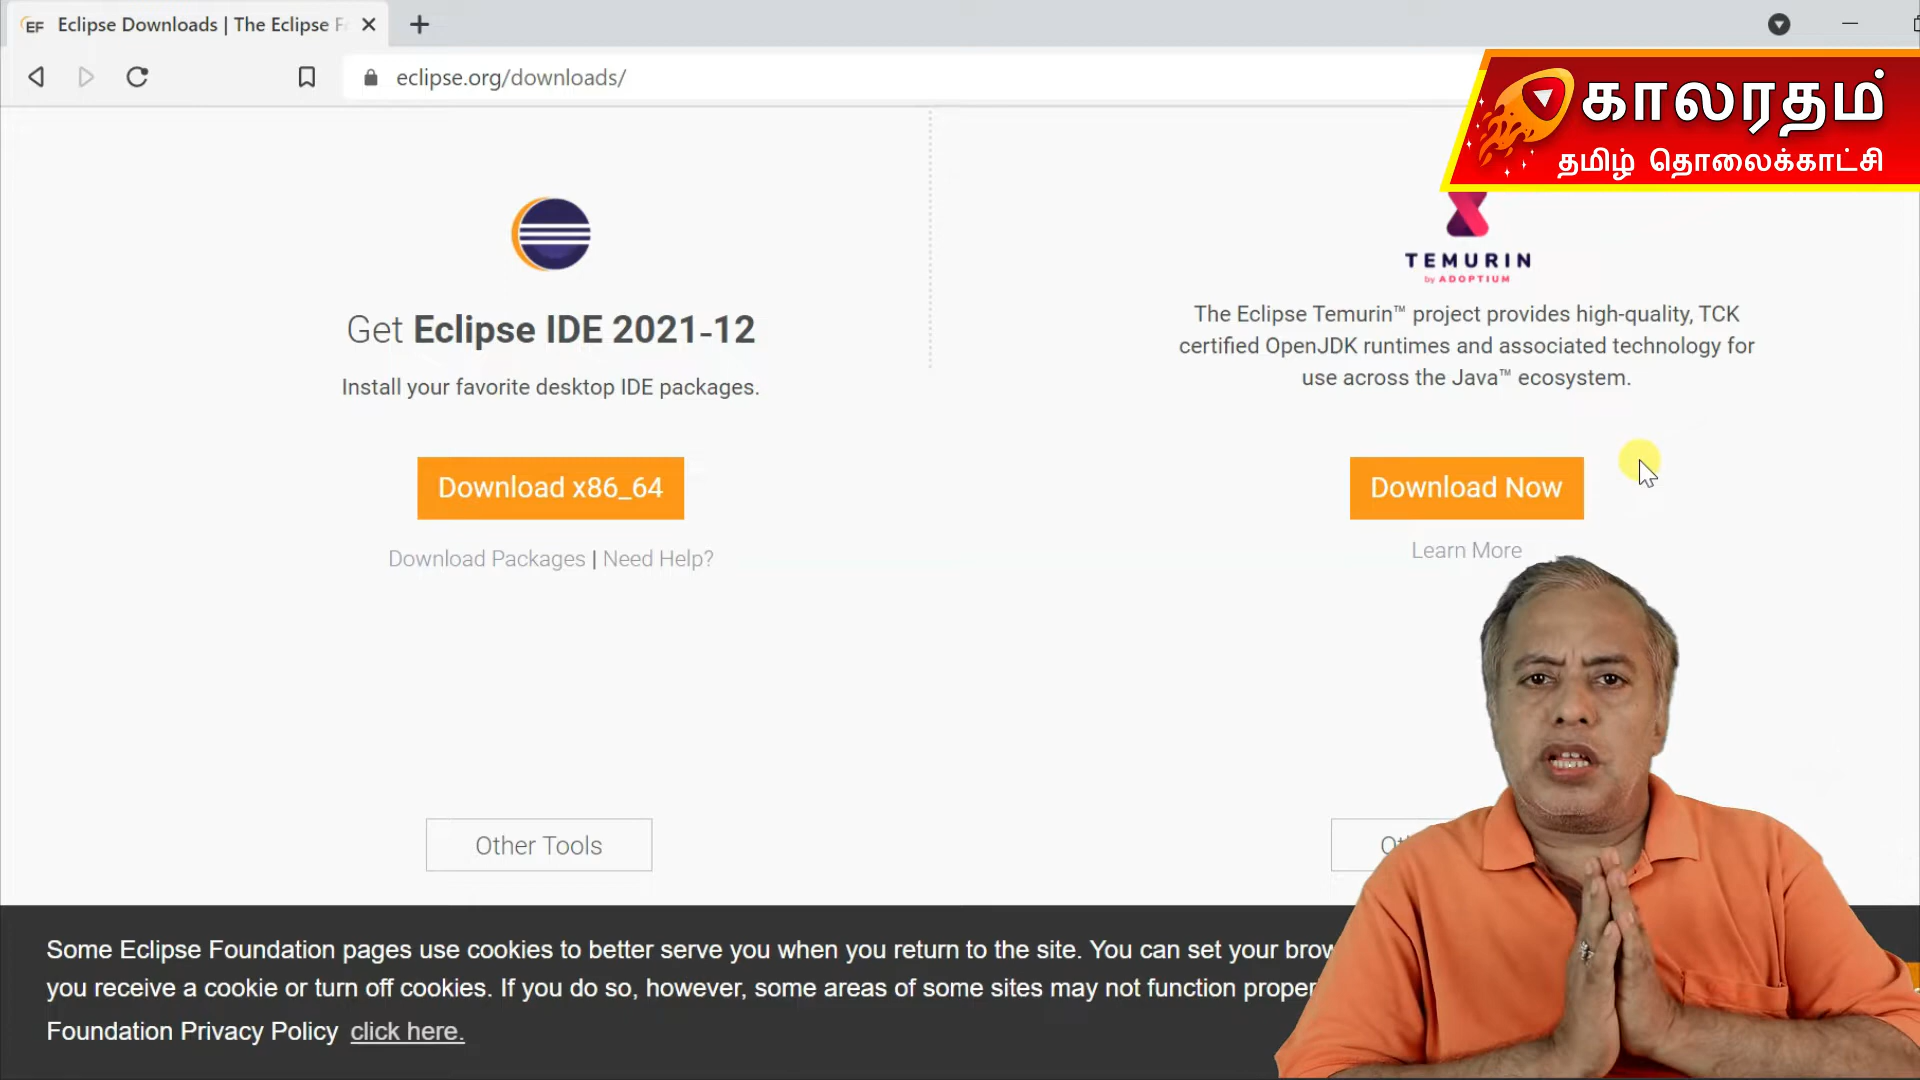 Eclipse Downloads | The Eclipse F
eclipse.org/downloads/
காலரதம்
தமிழ் தொலைக்காட்சி
Get Eclipse IDE 2021-12
Install your favorite desktop IDE packages.
Download x86_64
Download Packages | Need Help?
TEMURIN
by ADOPTIUM
The Eclipse Temurin™ project provides high-quality, TCK
certified OpenJDK runtimes and associated technology for
use across the Java™ ecosystem.
Download Now
Learn More
Other Tools
Some Eclipse Foundation pages use cookies to better serve you when you return to the site. You can set your
you receive a cookie or turn off cookies. If you do so, however, some areas of some sites may not function
Foundation Privacy Policy click here.